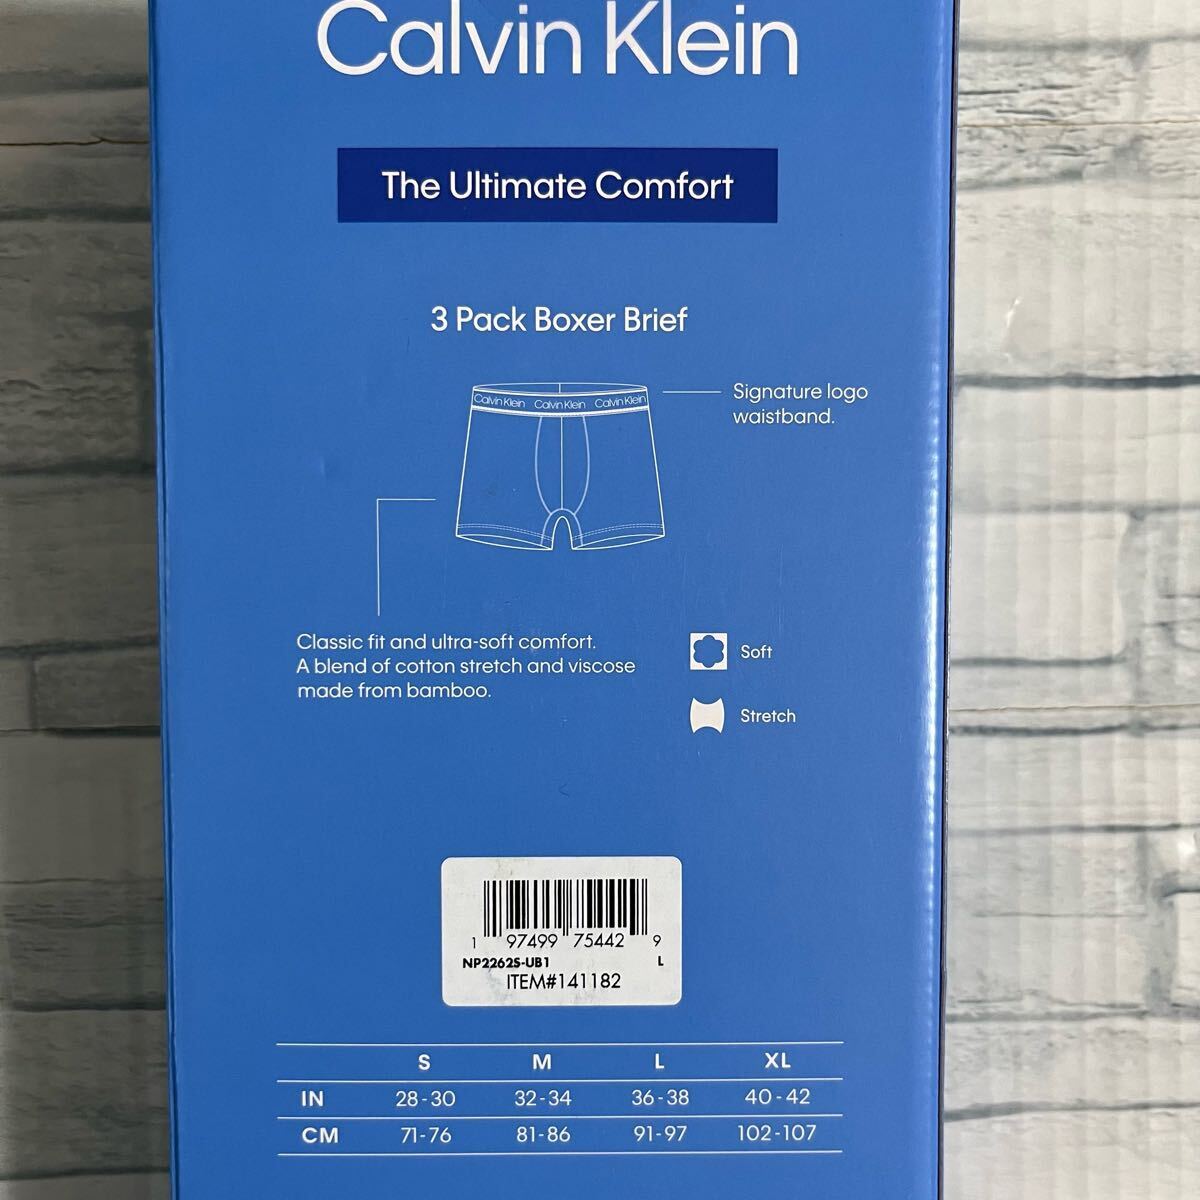 Calvin Klein
The Ultimate Comfort
3 Pack Boxer Brief
Calvin Klein Calvin Klein Calvin Klein
Signature logo
waistband.
Classic fit and ultra-soft comfort.
A blend of cotton stretch and viscose
made from bamboo.
Soft
Stretch
1 97499 75442 9
NP2262S-UB1 L
ITEM#141182
S M L XL
IN 28-30 32-34 36-38 40-42
CM 71-76 81-86 91-97 102-107